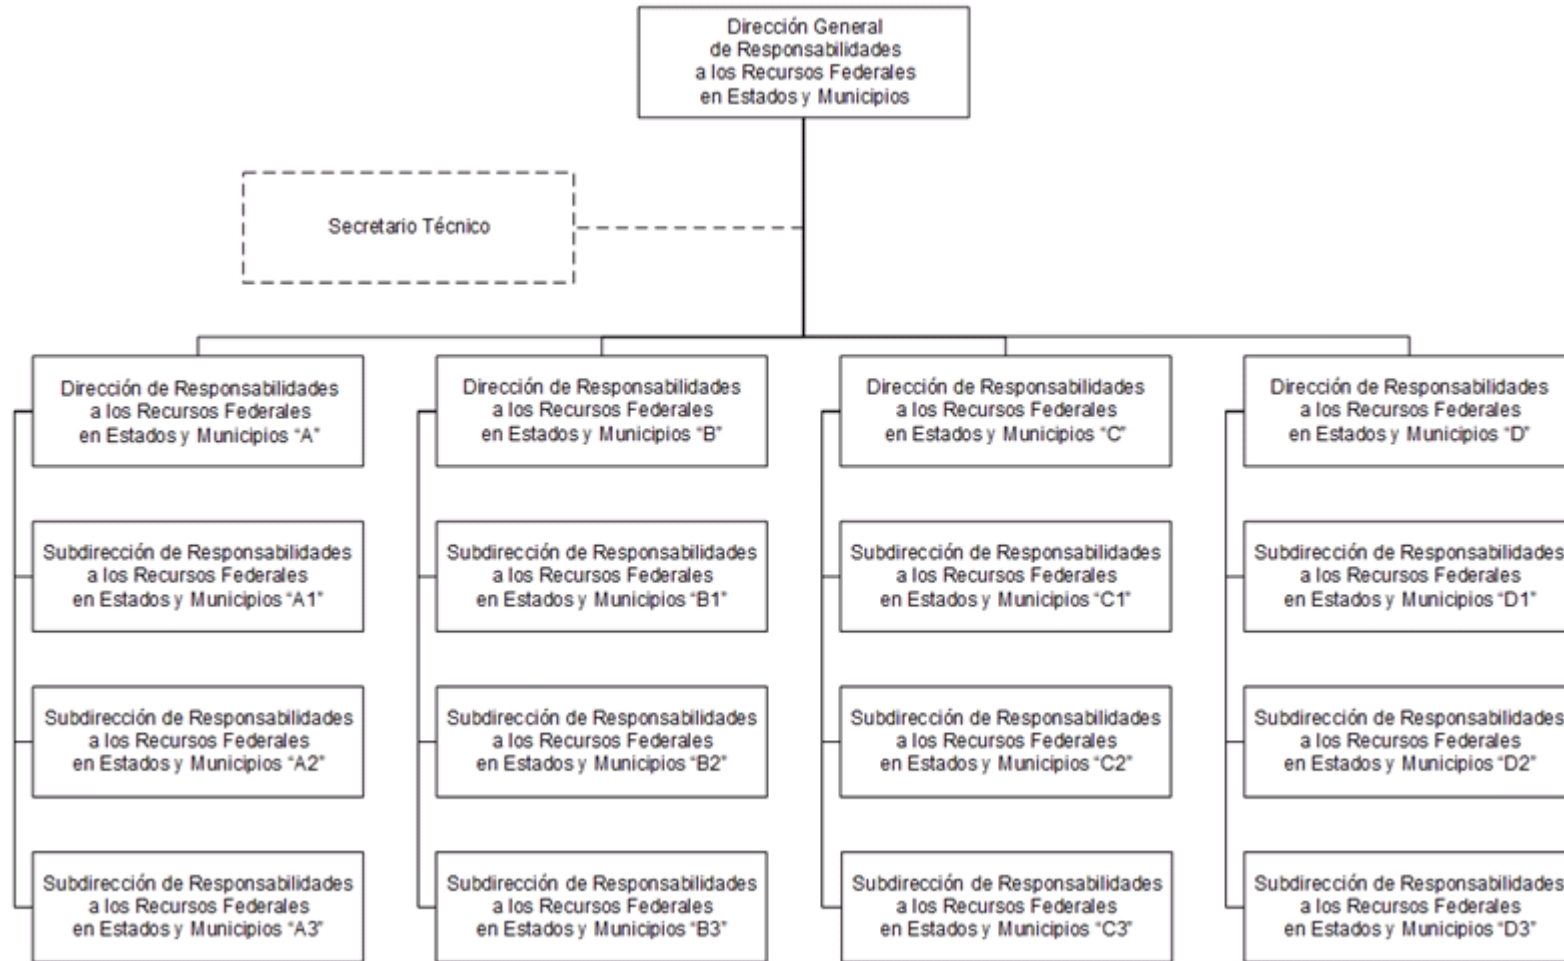 Dirección General
de Responsabilidades
a los Recursos Federales
en Estados y Municipios
Secretario Técnico
Dirección de Responsabilidades
a los Recursos Federales
en Estados y Municipios “A”
Dirección de Responsabilidades
a los Recursos Federales
en Estados y Municipios “B”
Dirección de Responsabilidades
a los Recursos Federales
en Estados y Municipios “C”
Dirección de Responsabilidades
a los Recursos Federales
en Estados y Municipios “D”
Subdirección de Responsabilidades
a los Recursos Federales
en Estados y Municipios “A1”
Subdirección de Responsabilidades
a los Recursos Federales
en Estados y Municipios “B1”
Subdirección de Responsabilidades
a los Recursos Federales
en Estados y Municipios “C1”
Subdirección de Responsabilidades
a los Recursos Federales
en Estados y Municipios “D1”
Subdirección de Responsabilidades
a los Recursos Federales
en Estados y Municipios “A2”
Subdirección de Responsabilidades
a los Recursos Federales
en Estados y Municipios “B2”
Subdirección de Responsabilidades
a los Recursos Federales
en Estados y Municipios “C2”
Subdirección de Responsabilidades
a los Recursos Federales
en Estados y Municipios “D2”
Subdirección de Responsabilidades
a los Recursos Federales
en Estados y Municipios “A3”
Subdirección de Responsabilidades
a los Recursos Federales
en Estados y Municipios “B3”
Subdirección de Responsabilidades
a los Recursos Federales
en Estados y Municipios “C3”
Subdirección de Responsabilidades
a los Recursos Federales
en Estados y Municipios “D3”